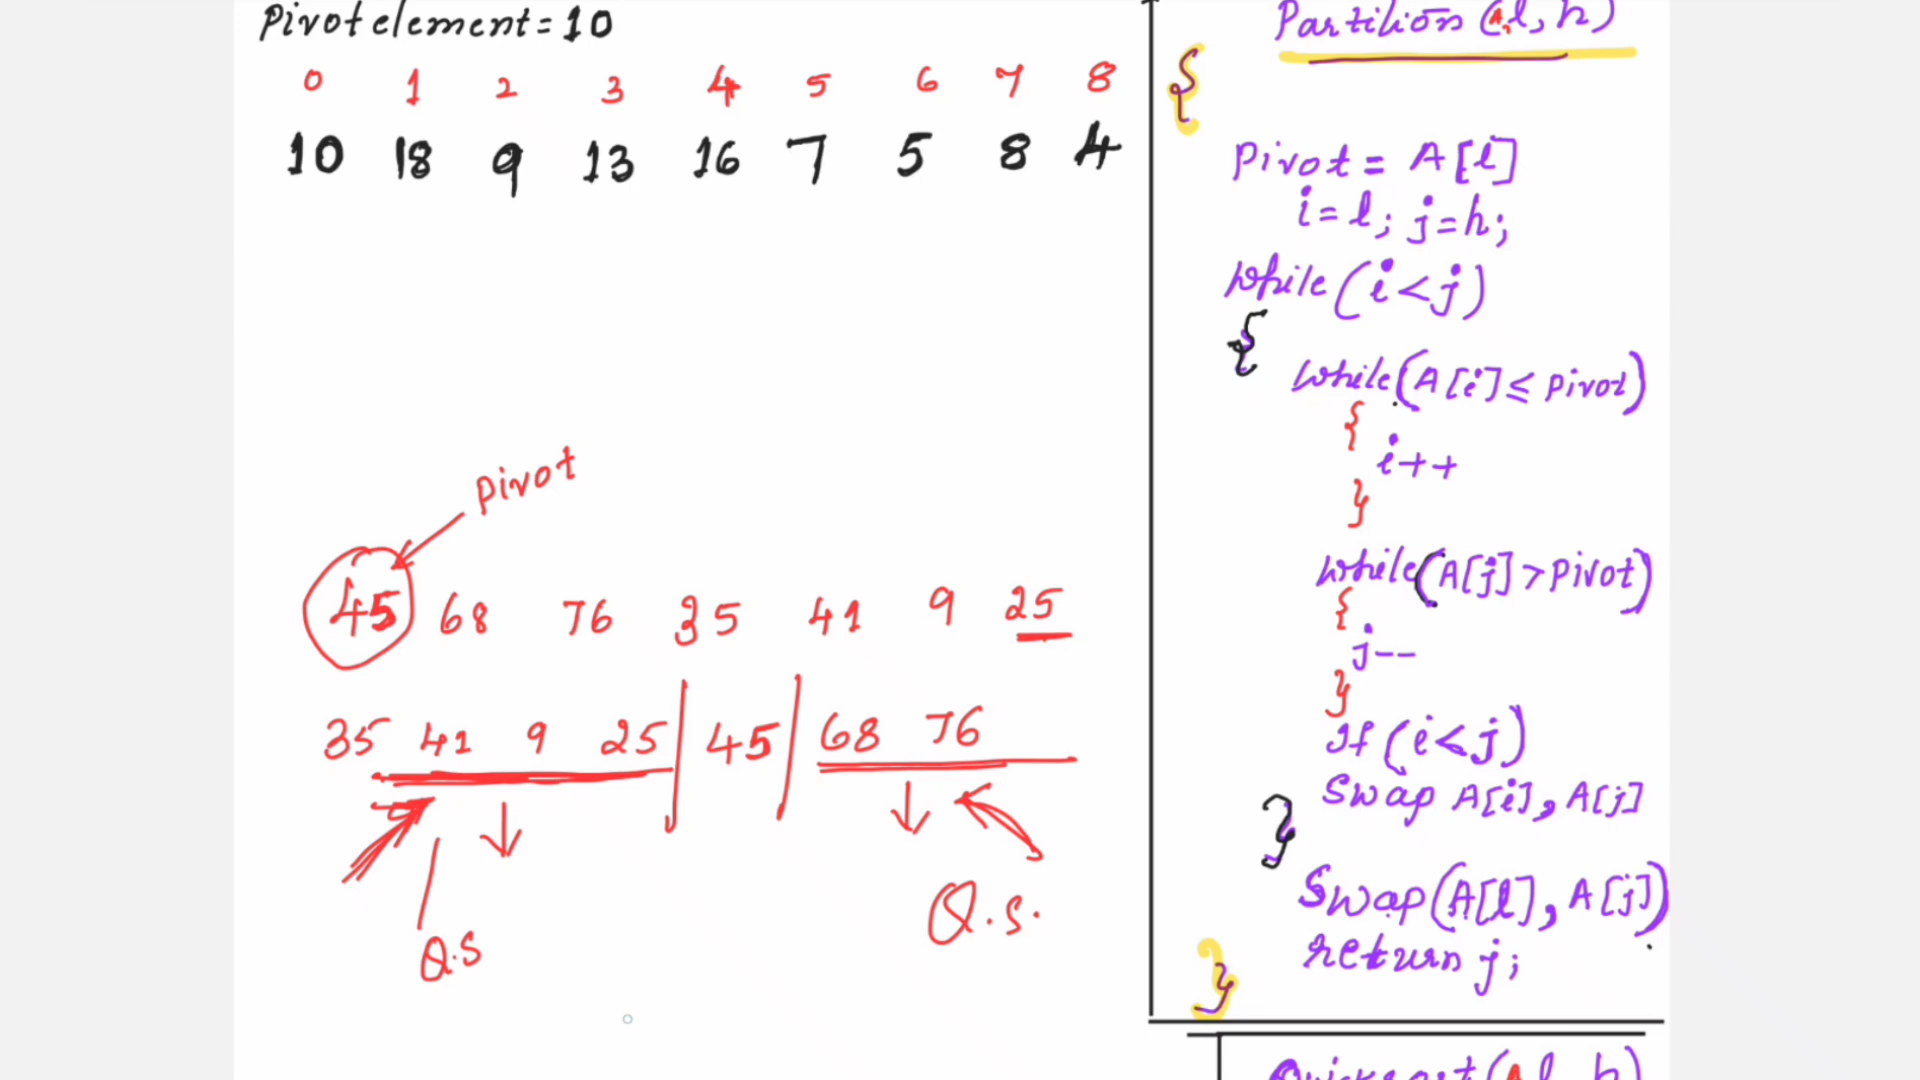 Pivot element = 10
0 1 2 3 4 5 6 7 8
10 18 9 13 16 7 5 8 4
Pivot
45 68 76 35 41 9 25
35 41 9 25 | 45 | 68 76
Q.S
Q.S.
Partition (A,l,h)
{
Pivot = A[l]
i=l; j=h;
while(i<j)
{
while(A[i]≤pivot)
{
i++
}
while(A[j]>pivot)
{
j--
}
If(i<j)
Swap A[i], A[j]
}
Swap(A[l], A[j])
return j;
}
Quicksort(A,l,h)